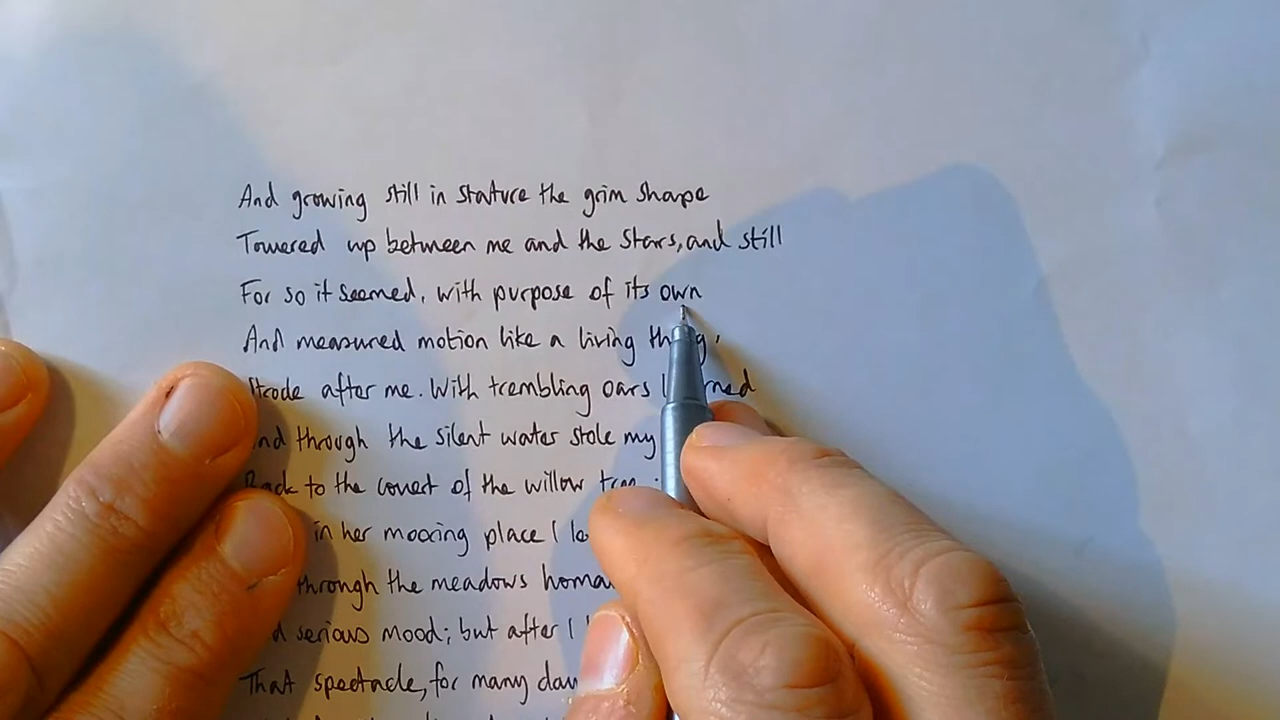 And growing still in stature the grim shape
Towered up between me and the stars, and still
For so it seemed, with purpose of its own
And measured motion like a living thing,
Strode after me. With trembling oars I
And through the silent water stole my
Back to the covert of the willow tree;
in her mooring place I
through the meadows
serious mood; but after I
That spectacle, for many